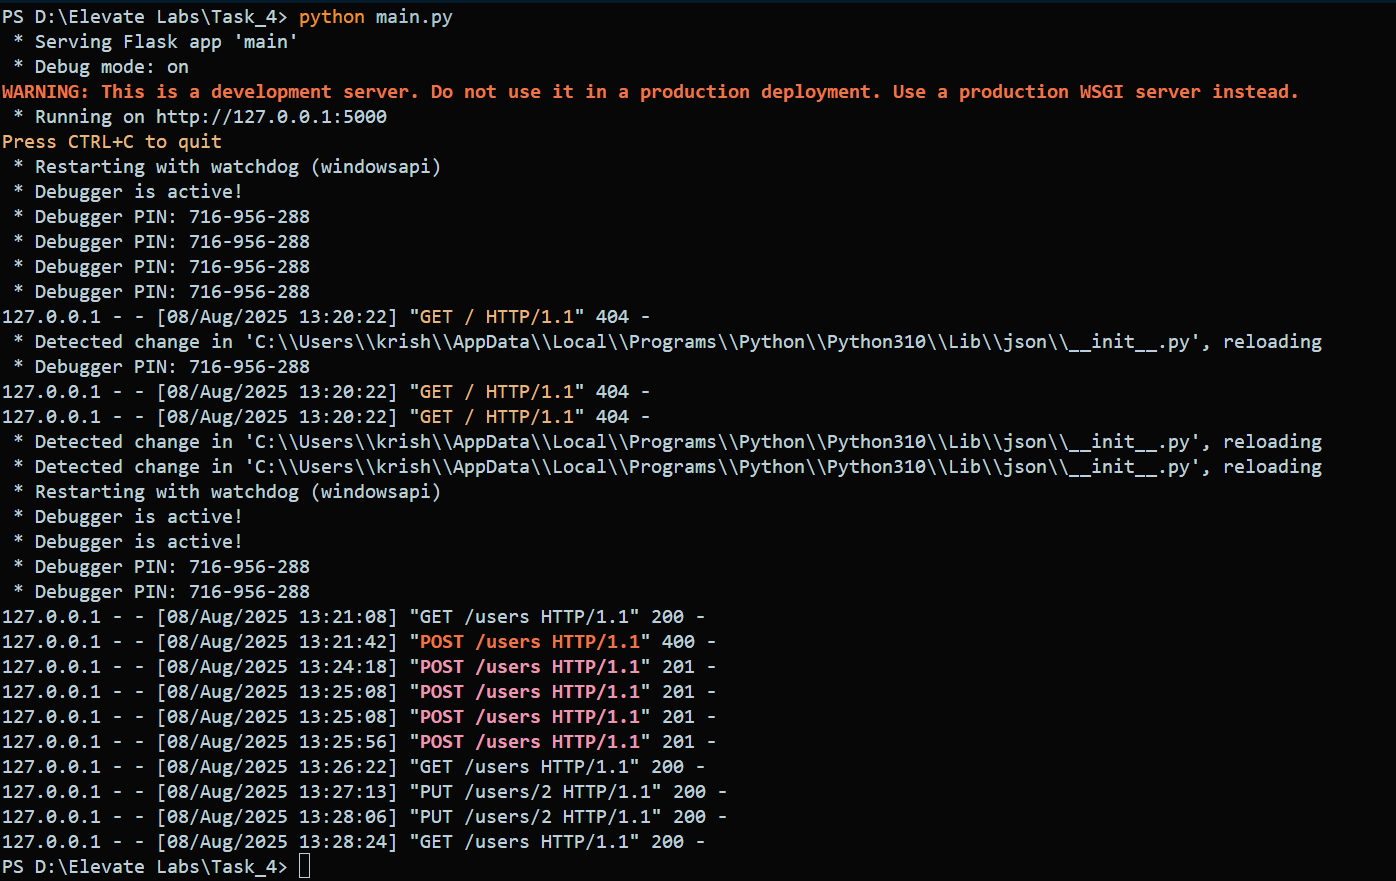 PS D:\Elevate Labs\Task_4> python main.py
 * Serving Flask app 'main'
 * Debug mode: on
WARNING: This is a development server. Do not use it in a production deployment. Use a production WSGI server instead.
 * Running on http://127.0.0.1:5000
Press CTRL+C to quit
 * Restarting with watchdog (windowsapi)
 * Debugger is active!
 * Debugger PIN: 716-956-288
 * Debugger PIN: 716-956-288
 * Debugger PIN: 716-956-288
 * Debugger PIN: 716-956-288
127.0.0.1 - - [08/Aug/2025 13:20:22] "GET / HTTP/1.1" 404 -
 * Detected change in 'C:\\Users\\krish\\AppData\\Local\\Programs\\Python\\Python310\\Lib\\json\\__init__.py', reloading
 * Debugger PIN: 716-956-288
127.0.0.1 - - [08/Aug/2025 13:20:22] "GET / HTTP/1.1" 404 -
127.0.0.1 - - [08/Aug/2025 13:20:22] "GET / HTTP/1.1" 404 -
 * Detected change in 'C:\\Users\\krish\\AppData\\Local\\Programs\\Python\\Python310\\Lib\\json\\__init__.py', reloading
 * Detected change in 'C:\\Users\\krish\\AppData\\Local\\Programs\\Python\\Python310\\Lib\\json\\__init__.py', reloading
 * Restarting with watchdog (windowsapi)
 * Debugger is active!
 * Debugger is active!
 * Debugger PIN: 716-956-288
 * Debugger PIN: 716-956-288
127.0.0.1 - - [08/Aug/2025 13:21:08] "GET /users HTTP/1.1" 200 -
127.0.0.1 - - [08/Aug/2025 13:21:42] "POST /users HTTP/1.1" 400 -
127.0.0.1 - - [08/Aug/2025 13:24:18] "POST /users HTTP/1.1" 201 -
127.0.0.1 - - [08/Aug/2025 13:25:08] "POST /users HTTP/1.1" 201 -
127.0.0.1 - - [08/Aug/2025 13:25:08] "POST /users HTTP/1.1" 201 -
127.0.0.1 - - [08/Aug/2025 13:25:56] "POST /users HTTP/1.1" 201 -
127.0.0.1 - - [08/Aug/2025 13:26:22] "GET /users HTTP/1.1" 200 -
127.0.0.1 - - [08/Aug/2025 13:27:13] "PUT /users/2 HTTP/1.1" 200 -
127.0.0.1 - - [08/Aug/2025 13:28:06] "PUT /users/2 HTTP/1.1" 200 -
127.0.0.1 - - [08/Aug/2025 13:28:24] "GET /users HTTP/1.1" 200 -
PS D:\Elevate Labs\Task_4>